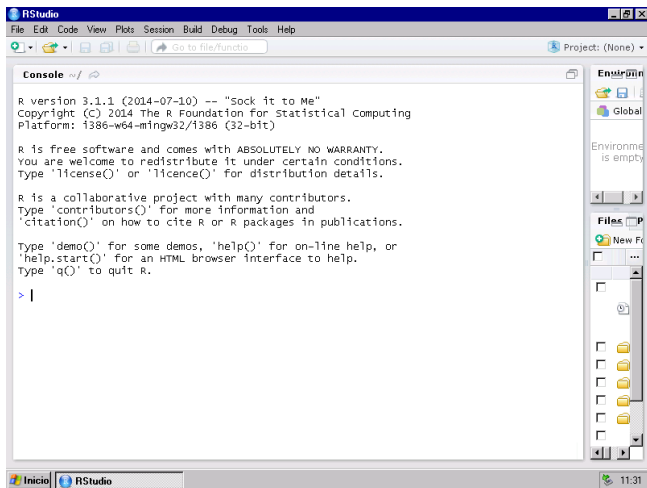 RStudio
File Edit Code View Plots Session Build Debug Tools Help
Go to file/functio
Project: (None)
Console ~/
R version 3.1.1 (2014-07-10) -- "Sock it to Me"
Copyright (C) 2014 The R Foundation for Statistical Computing
Platform: i386-w64-mingw32/i386 (32-bit)
R is free software and comes with ABSOLUTELY NO WARRANTY.
You are welcome to redistribute it under certain conditions.
Type 'license()' or 'licence()' for distribution details.
R is a collaborative project with many contributors.
Type 'contributors()' for more information and
'citation()' on how to cite R or R packages in publications.
Type 'demo()' for some demos, 'help()' for on-line help, or
'help.start()' for an HTML browser interface to help.
Type 'q()' to quit R.
>
Global
Environme
is empty
Files P
New Fo
...
Inicio RStudio 11:31